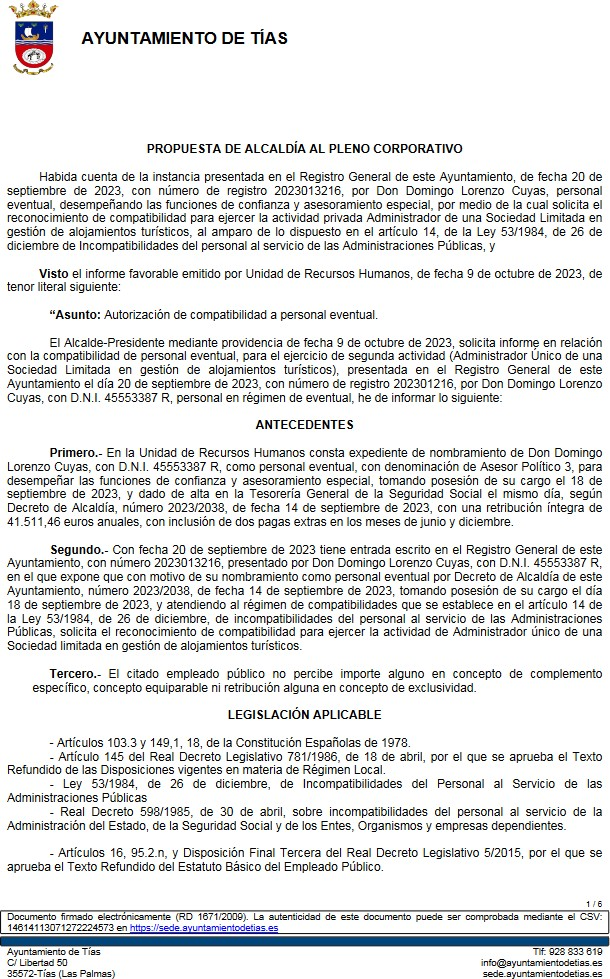 AYUNTAMIENTO DE TÍAS
PROPUESTA DE ALCALDÍA AL PLENO CORPORATIVO
Habida cuenta de la instancia presentada en el Registro General de este Ayuntamiento, de fecha 20 de
septiembre de 2023, con número de registro 2023013216, por Don Domingo Lorenzo Cuyas, personal
eventual, desempeñando las funciones de confianza y asesoramiento especial, por medio de la cual solicita el
reconocimiento de compatibilidad para ejercer la actividad privada Administrador de una Sociedad Limitada en
gestión de alojamientos turísticos, al amparo de lo dispuesto en el artículo 14, de la Ley 53/1984, de 26 de
diciembre de Incompatibilidades del personal al servicio de las Administraciones Públicas, y
Visto el informe favorable emitido por Unidad de Recursos Humanos, de fecha 9 de octubre de 2023, de
tenor literal siguiente:
“Asunto: Autorización de compatibilidad a personal eventual.
El Alcalde-Presidente mediante providencia de fecha 9 de octubre de 2023, solicita informe en relación
con la compatibilidad de personal eventual, para el ejercicio de segunda actividad (Administrador Único de una
Sociedad Limitada en gestión de alojamientos turísticos), presentada en el Registro General de este
Ayuntamiento el día 20 de septiembre de 2023, con número de registro 202301216, por Don Domingo Lorenzo
Cuyas, con D.N.I. 45553387 R, personal en régimen de eventual, he de informar lo siguiente:
ANTECEDENTES
Primero.- En la Unidad de Recursos Humanos consta expediente de nombramiento de Don Domingo
Lorenzo Cuyas, con D.N.I. 45553387 R, como personal eventual, con denominación de Asesor Político 3, para
desempeñar las funciones de confianza y asesoramiento especial, tomando posesión de su cargo el 18 de
septiembre de 2023, y dado de alta en la Tesorería General de la Seguridad Social el mismo día, según
Decreto de Alcaldía, número 2023/2038, de fecha 14 de septiembre de 2023, con una retribución íntegra de
41.511,46 euros anuales, con inclusión de dos pagas extras en los meses de junio y diciembre.
Segundo.- Con fecha 20 de septiembre de 2023 tiene entrada escrito en el Registro General de este
Ayuntamiento, con número 2023013216, presentado por Don Domingo Lorenzo Cuyas, con D.N.I. 45553387 R,
en el que expone que con motivo de su nombramiento como personal eventual por Decreto de Alcaldía de este
Ayuntamiento, número 2023/2038, de fecha 14 de septiembre de 2023, tomando posesión de su cargo el día
18 de septiembre de 2023, y atendiendo al régimen de compatibilidades que se establece en el artículo 14 de
la Ley 53/1984, de 26 de diciembre, de incompatibilidades del personal al servicio de las Administraciones
Públicas, solicita el reconocimiento de compatibilidad para ejercer la actividad de Administrador único de una
Sociedad limitada en gestión de alojamientos turísticos.
Tercero.- El citado empleado público no percibe importe alguno en concepto de complemento
específico, concepto equiparable ni retribución alguna en concepto de exclusividad.
LEGISLACIÓN APLICABLE
- Artículos 103.3 y 149,1, 18, de la Constitución Españolas de 1978.
- Artículo 145 del Real Decreto Legislativo 781/1986, de 18 de abril, por el que se aprueba el Texto
Refundido de las Disposiciones vigentes en materia de Régimen Local.
- Ley 53/1984, de 26 de diciembre, de Incompatibilidades del Personal al Servicio de las
Administraciones Públicas
- Real Decreto 598/1985, de 30 de abril, sobre incompatibilidades del personal al servicio de la
Administración del Estado, de la Seguridad Social y de los Entes, Organismos y empresas dependientes.
- Artículos 16, 95.2.n, y Disposición Final Tercera del Real Decreto Legislativo 5/2015, por el que se
aprueba el Texto Refundido del Estatuto Básico del Empleado Público.
1 / 6
Documento firmado electrónicamente (RD 1671/2009). La autenticidad de este documento puede ser comprobada mediante el CSV:
14614113071272224573 en https://sede.ayuntamientodetias.es
Ayuntamiento de Tías
C/ Libertad 50
35572-Tías (Las Palmas)
Tlf: 928 833 619
info@ayuntamientodetias.es
sede.ayuntamientodetias.es